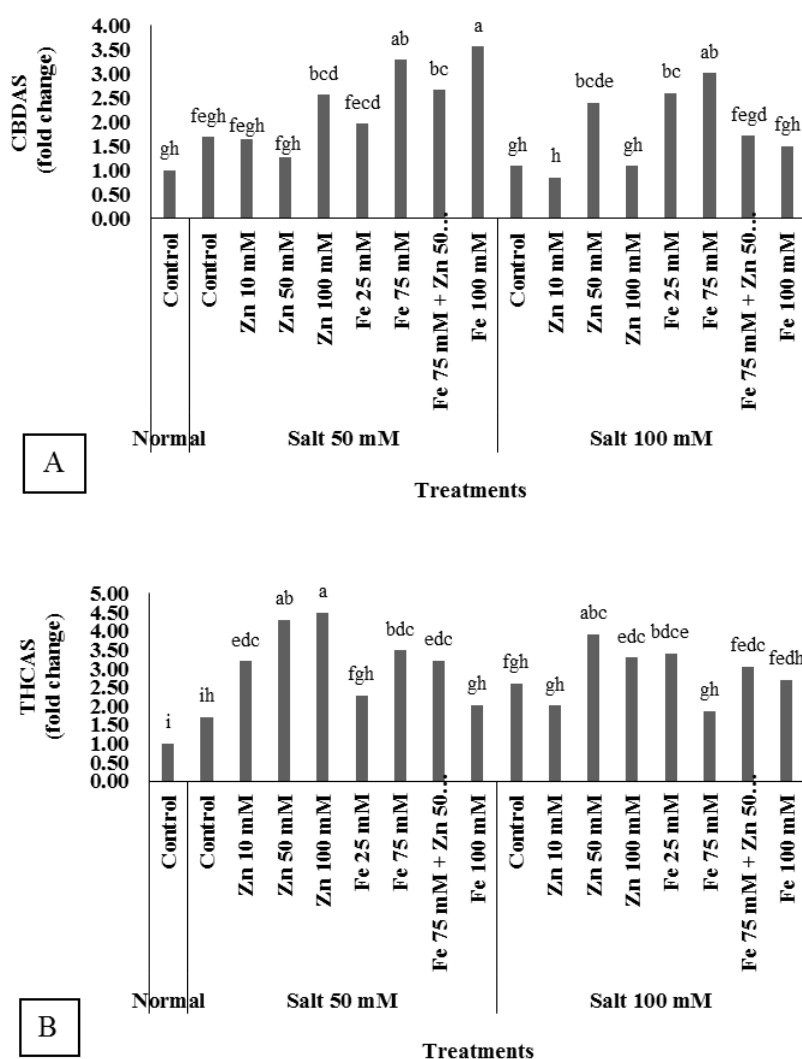 CBDAS
(fold change)
4.00
3.50
3.00
2.50
2.00
1.50
1.00
0.50
0.00
gh
fegh
fegh
fgh
bcd
fecd
ab
bc
a
gh
h
bcde
gh
bc
ab
fegd
fgh
Control
Control
Zn 10 mM
Zn 50 mM
Zn 100 mM
Fe 25 mM
Fe 75 mM
Fe 75 mM + Zn 50...
Fe 100 mM
Control
Zn 10 mM
Zn 50 mM
Zn 100 mM
Fe 25 mM
Fe 75 mM
Fe 75 mM + Zn 50...
Fe 100 mM
Normal
Salt 50 mM
Salt 100 mM
A
Treatments
THCAS
(fold change)
5.00
4.50
4.00
3.50
3.00
2.50
2.00
1.50
1.00
0.50
0.00
i
ih
edc
ab
a
fgh
bdc
edc
gh
fgh
gh
abc
edc
bdce
gh
fedc
fedh
Control
Control
Zn 10 mM
Zn 50 mM
Zn 100 mM
Fe 25 mM
Fe 75 mM
Fe 75 mM + Zn 50...
Fe 100 mM
Control
Zn 10 mM
Zn 50 mM
Zn 100 mM
Fe 25 mM
Fe 75 mM
Fe 75 mM + Zn 50...
Fe 100 mM
Normal
Salt 50 mM
Salt 100 mM
B
Treatments